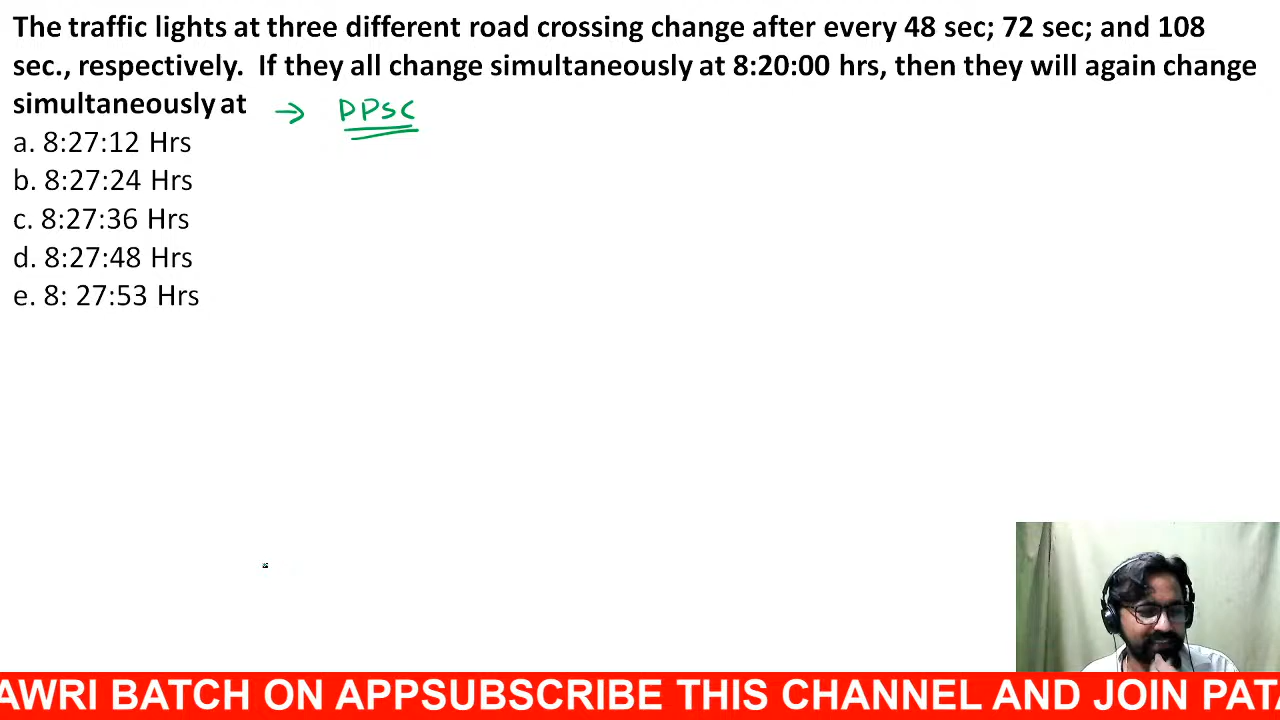 The traffic lights at three different road crossing change after every 48 sec; 72 sec; and 108
sec., respectively.  If they all change simultaneously at 8:20:00 hrs, then they will again change
simultaneously at → DPSC
a. 8:27:12 Hrs
b. 8:27:24 Hrs
c. 8:27:36 Hrs
d. 8:27:48 Hrs
e. 8: 27:53 Hrs
AWRI BATCH ON APPSUBSCRIBE THIS CHANNEL AND JOIN PAT